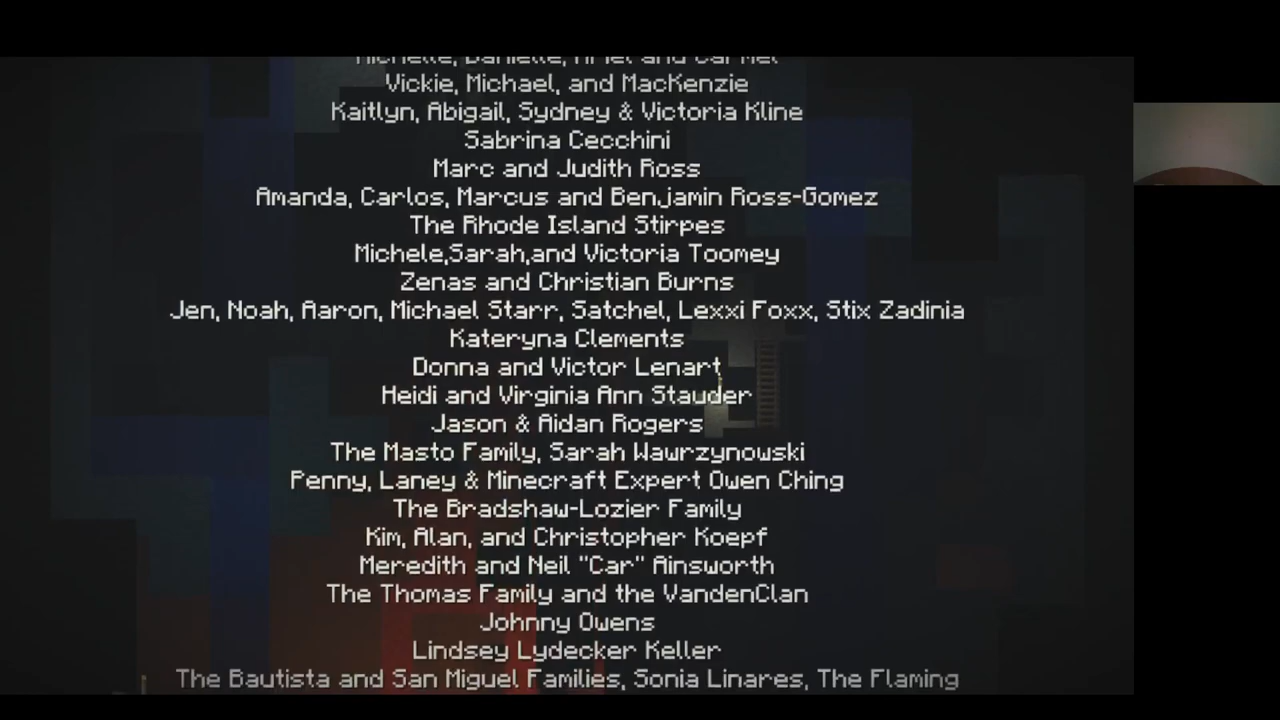 Michelle, Danielle, Ariel and Carmel
Vickie, Michael, and MacKenzie
Kaitlyn, Abigail, Sydney & Victoria Kline
Sabrina Cecchini
Marc and Judith Ross
Amanda, Carlos, Marcus and Benjamin Ross-Gomez
The Rhode Island Stirpes
Michele,Sarah,and Victoria Toomey
Zenas and Christian Burns
Jen, Noah, Aaron, Michael Starr, Satchel, Lexxi Foxx, Stix Zadinia
Kateryna Clements
Donna and Victor Lenart
Heidi and Virginia Ann Stauder
Jason & Aidan Rogers
The Masto Family, Sarah Wawrzynowski
Penny, Laney & Minecraft Expert Owen Ching
The Bradshaw-Lozier Family
Kim, Alan, and Christopher Koepf
Meredith and Neil "Car" Ainsworth
The Thomas Family and the VandenClan
Johnny Owens
Lindsey Lydecker Keller
The Bautista and San Miguel Families, Sonia Linares, The Flaming